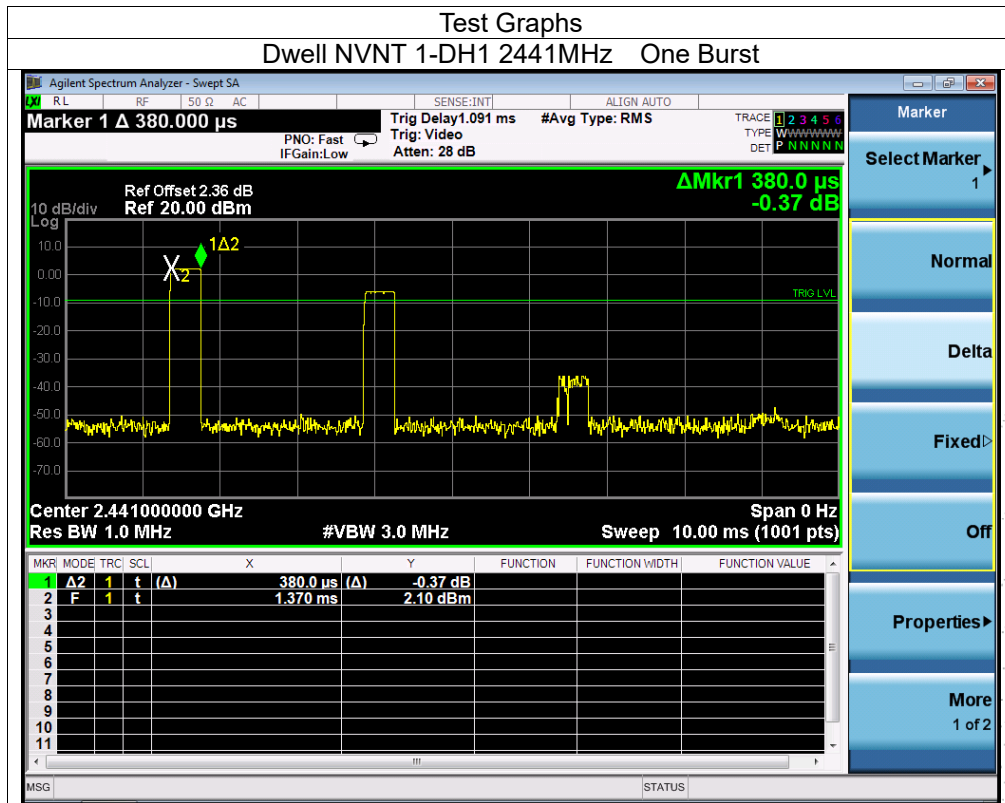 Test Graphs
Dwell NVNT 1-DH1 2441MHz One Burst
Agilent Spectrum Analyzer - Swept SA
LXI RL RF 50 Ω AC SENSE:INT ALIGN AUTO
Marker 1 Δ 380.000 µs
PNO: Fast
IFGain:Low
Trig Delay1.091 ms
Trig: Video
Atten: 28 dB
#Avg Type: RMS
TRACE 1 2 3 4 5 6
TYPE WWWWWW
DET P N N N N N
Marker
Select Marker
1
Normal
Delta
Fixed
Off
Properties
More
1 of 2
ΔMkr1 380.0 µs
-0.37 dB
Ref Offset 2.36 dB
10 dB/div Ref 20.00 dBm
Log
10.0
0.00
-10.0
-20.0
-30.0
-40.0
-50.0
-60.0
-70.0
1Δ2
X2
TRIG LVL
Center 2.441000000 GHz Span 0 Hz
Res BW 1.0 MHz #VBW 3.0 MHz Sweep 10.00 ms (1001 pts)
MKR MODE TRC SCL X Y FUNCTION FUNCTION WIDTH FUNCTION VALUE
1 Δ2 1 t (Δ) 380.0 µs (Δ) -0.37 dB
2 F 1 t 1.370 ms 2.10 dBm
3
4
5
6
7
8
9
10
11
MSG STATUS